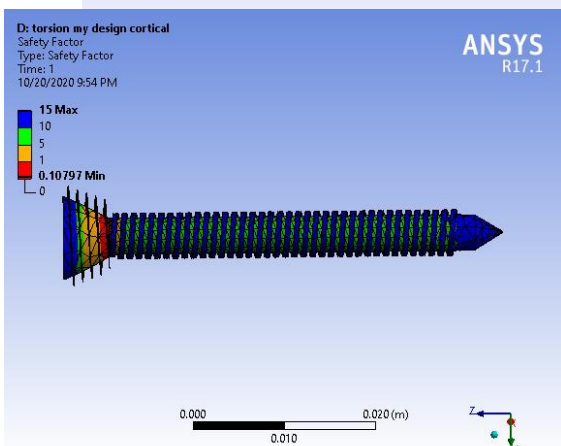 D: torsion my design cortical
Safety Factor
Type: Safety Factor
Time: 1
10/20/2020 9:54 PM
ANSYS
R17.1
15 Max
10
5
1
0.10797 Min
0
0.000
0.020 (m)
0.010
Z